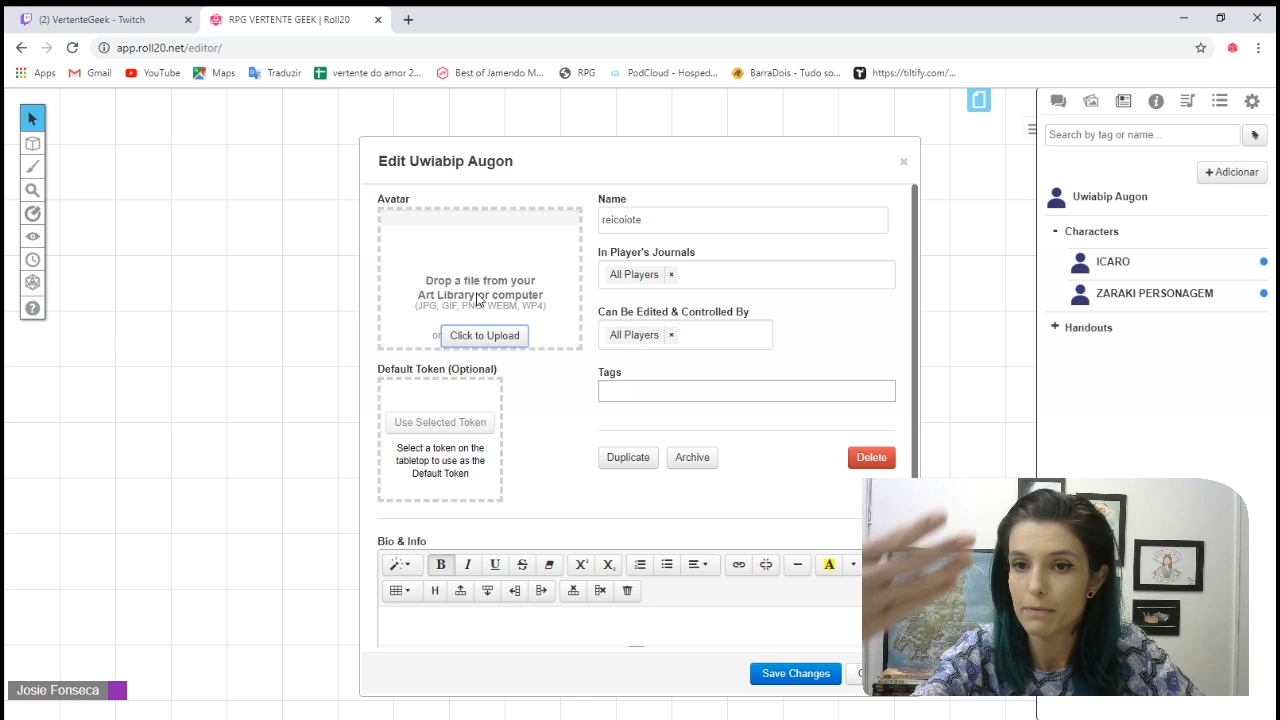 (2) VertenteGeek - Twitch
RPG VERTENTE GEEK | Roll20
app.roll20.net/editor/
Apps
Gmail
YouTube
Maps
Traduzir
vertente do amor 2...
Best of Jamendo M...
RPG
PodCloud - Hosped...
BarraDois - Tudo so...
https://tiltify.com/...
Search by tag or name...
+ Adicionar
Uwiabip Augon
- Characters
ICARO
ZARAKI PERSONAGEM
+ Handouts
Edit Uwiabip Augon
×
Avatar
Drop a file from your
Art Library or computer
(JPG, GIF, PNG, WEBM, WP4)
or
Click to Upload
Default Token (Optional)
Use Selected Token
Select a token on the
tabletop to use as the
Default Token
Name
reicoiote
In Player's Journals
All Players ×
Can Be Edited & Controlled By
All Players ×
Tags
Duplicate
Archive
Delete
Bio & Info
B I U S X² X₂ A
H
Save Changes
Josie Fonseca